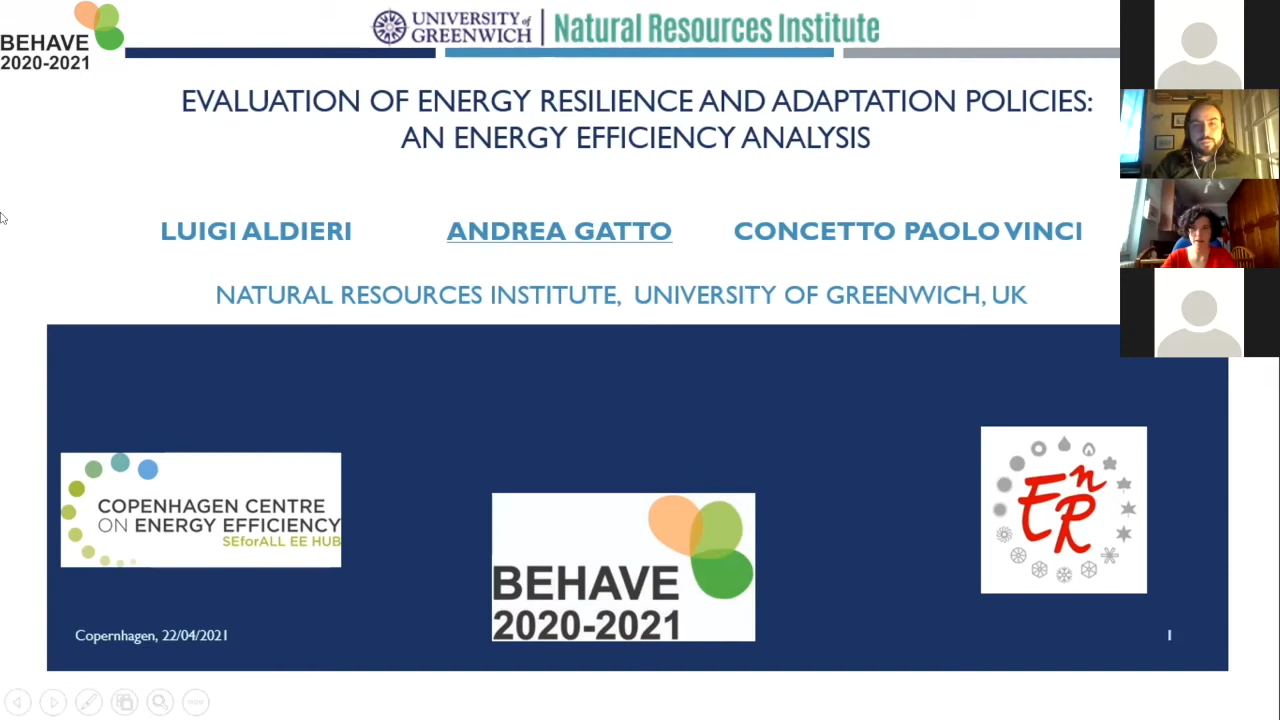 BEHAVE
2020-2021
UNIVERSITY of
GREENWICH
Natural Resources Institute
EVALUATION OF ENERGY RESILIENCE AND ADAPTATION POLICIES:
AN ENERGY EFFICIENCY ANALYSIS
LUIGI ALDIERI
ANDREA GATTO
CONCETTO PAOLO VINCI
NATURAL RESOURCES INSTITUTE, UNIVERSITY OF GREENWICH, UK
COPENHAGEN CENTRE
ON ENERGY EFFICIENCY
SEforALL EE HUB
BEHAVE
2020-2021
EnR
Copernhagen, 22/04/2021
1